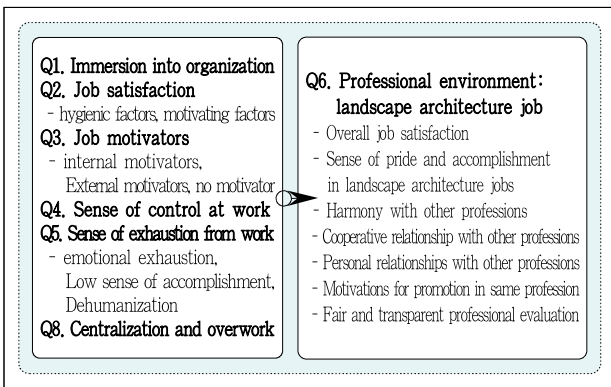 Q1. Immersion into organization
Q2. Job satisfaction
- hygienic factors, motivating factors
Q3. Job motivators
- internal motivators,
External motivators, no motivator
Q4. Sense of control at work
Q5. Sense of exhaustion from work
- emotional exhaustion,
Low sense of accomplishment,
Dehumanization
Q8. Centralization and overwork
Q6. Professional environment:
landscape architecture job
- Overall job satisfaction
- Sense of pride and accomplishment
in landscape architecture jobs
- Harmony with other professions
- Cooperative relationship with other professions
- Personal relationships with other professions
- Motivations for promotion in same profession
- Fair and transparent professional evaluation